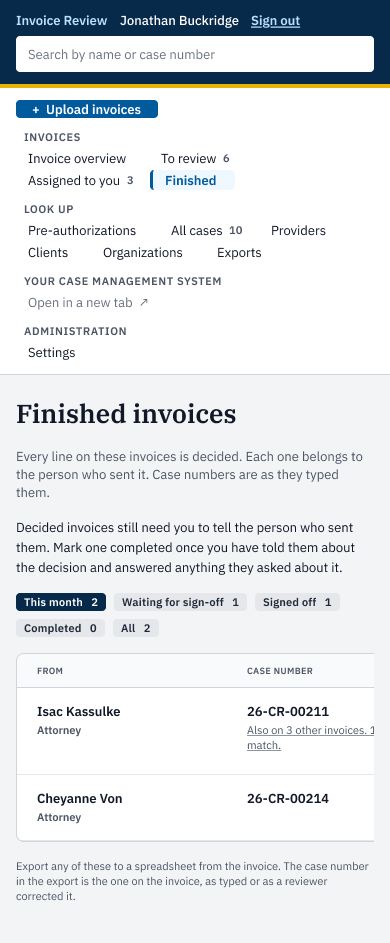 Invoice Review Jonathan Buckridge Sign out
Search by name or case number
+ Upload invoices
INVOICES
Invoice overview To review 6
Assigned to you 3 Finished
LOOK UP
Pre-authorizations All cases 10 Providers
Clients Organizations Exports
YOUR CASE MANAGEMENT SYSTEM
Open in a new tab ↗
ADMINISTRATION
Settings
Finished invoices
Every line on these invoices is decided. Each one belongs to
the person who sent it. Case numbers are as they typed
them.
Decided invoices still need you to tell the person who sent
them. Mark one completed once you have told them about
the decision and answered anything they asked about it.
This month 2 Waiting for sign-off 1 Signed off 1
Completed 0 All 2
FROM CASE NUMBER
Isac Kassulke 26-CR-00211
Attorney Also on 3 other invoices. 1
match.
Cheyanne Von 26-CR-00214
Attorney
Export any of these to a spreadsheet from the invoice. The case number
in the export is the one on the invoice, as typed or as a reviewer
corrected it.